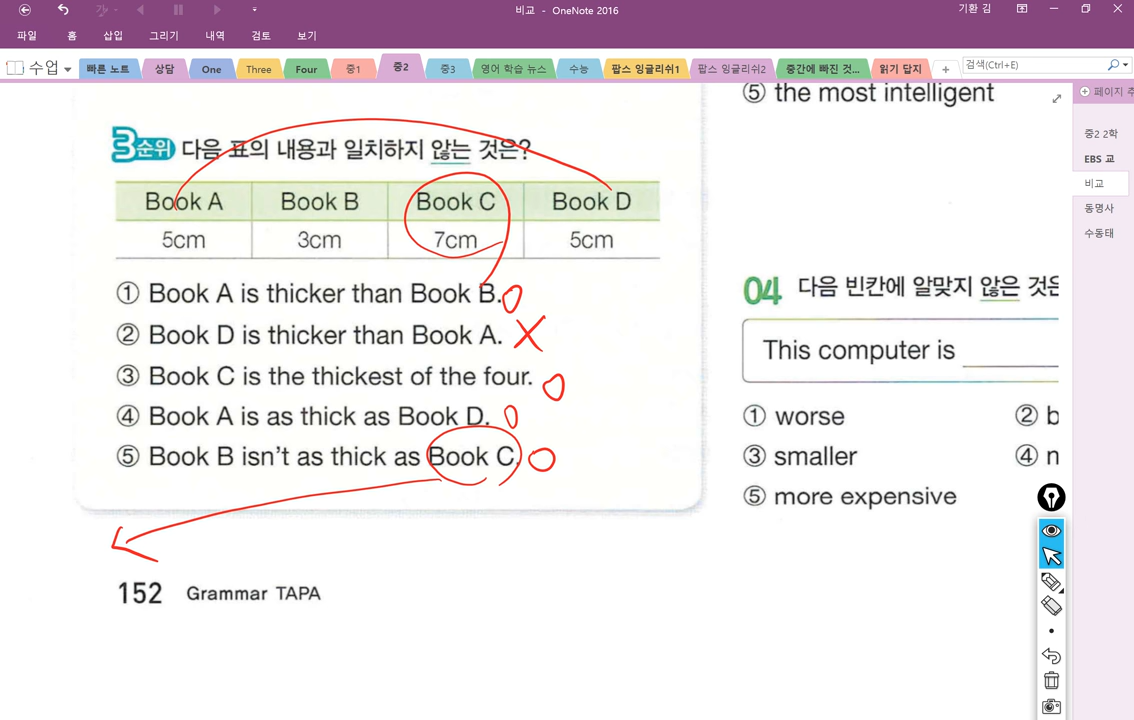 비교 - OneNote 2016
기환 김
파일 홈 삽입 그리기 내역 검토 보기
수업 빠른 노트 상담 One Three Four 중1 중2 중3 영어 학습 뉴스 수능 팝스 잉글리쉬1 팝스 잉글리쉬2 중간에 빠진 것... 읽기 답지 + 검색(Ctrl+E)
페이지 추
중2 2학
EBS 교
비교
동명사
수동태
3순위 다음 표의 내용과 일치하지 않는 것은?
Book A Book B Book C Book D
5cm 3cm 7cm 5cm
① Book A is thicker than Book B. O
② Book D is thicker than Book A. X
③ Book C is the thickest of the four. O
④ Book A is as thick as Book D. O
⑤ Book B isn't as thick as Book C. O
152 Grammar TAPA
⑤ the most intelligent
04 다음 빈칸에 알맞지 않은 것은
This computer is
① worse ② b
③ smaller ④ n
⑤ more expensive